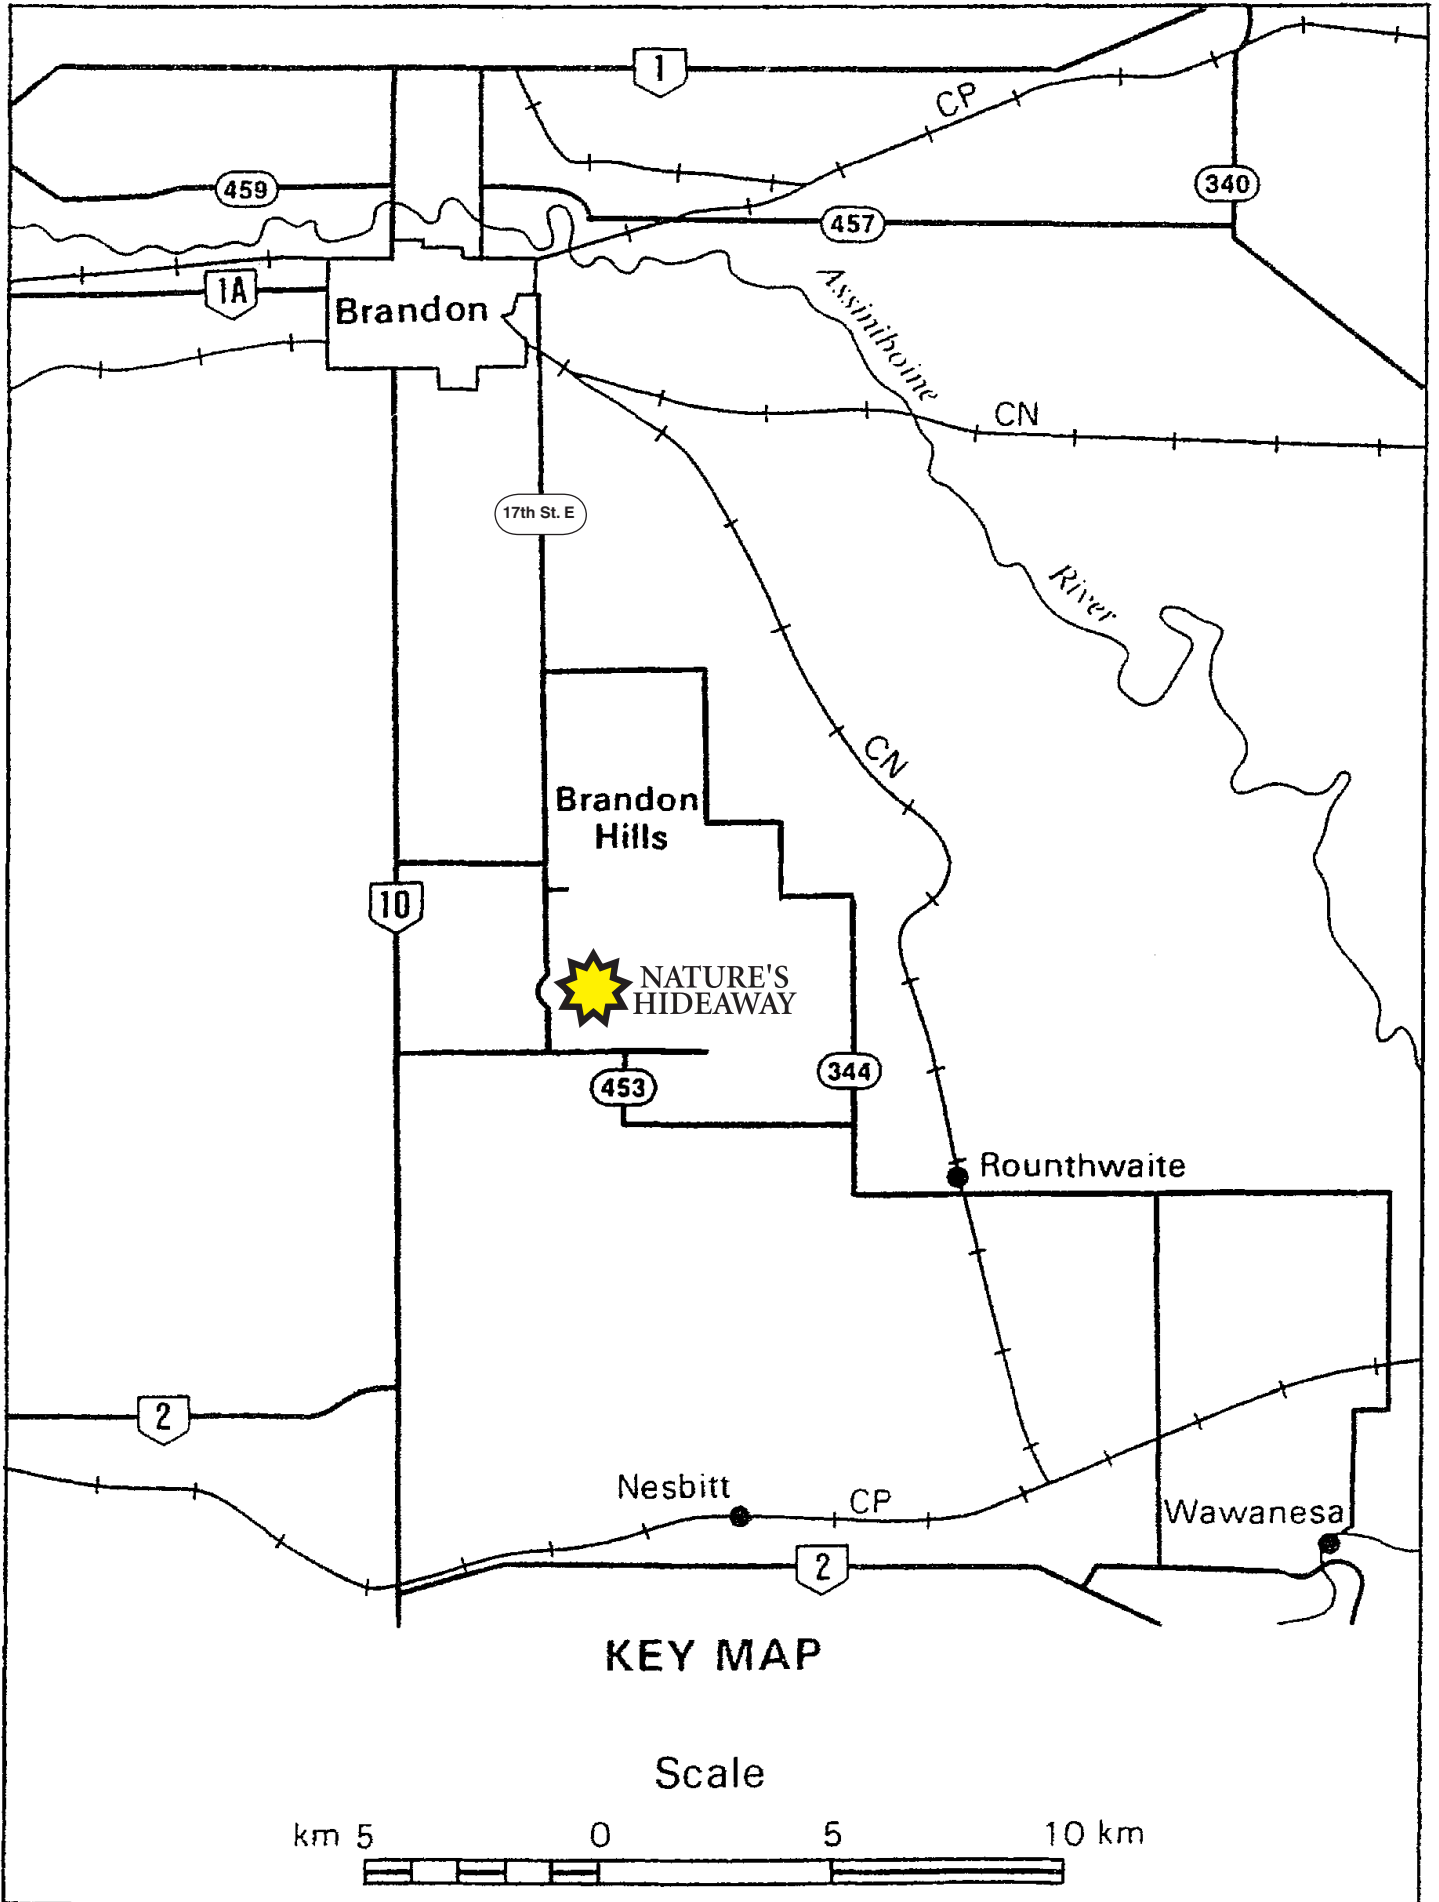 1
CP
459
340
457
1A
Brandon
Assiniboine
CN
17th St. E
River
CN
Brandon
Hills
10
NATURE'S
HIDEAWAY
453
344
Rounthwaite
2
Nesbitt
CP
Wawanesa
2
KEY MAP
Scale
km 5 0 5 10 km